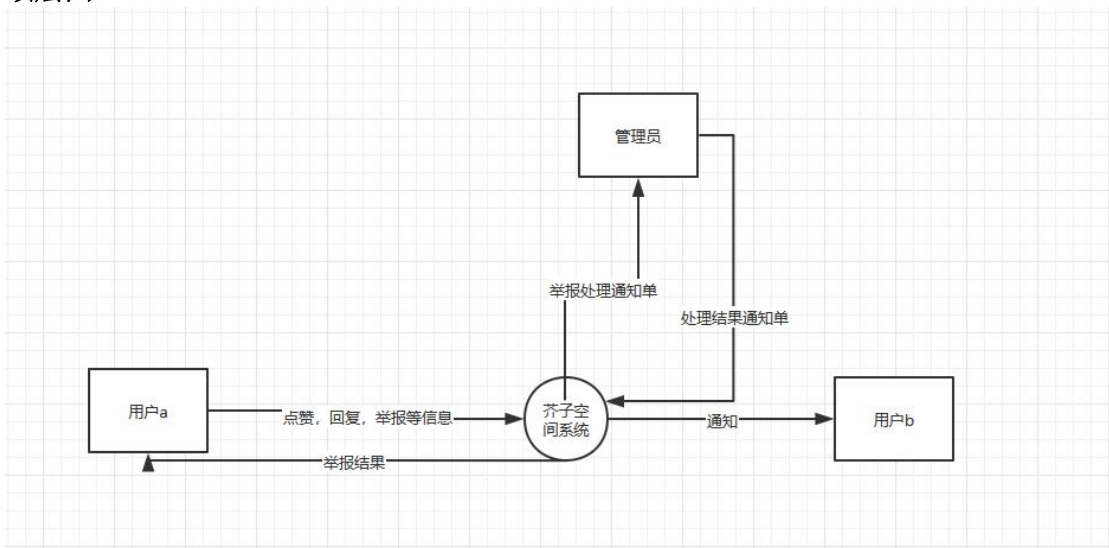 管理员
举报处理通知单
处理结果通知单
用户a
点赞，回复，举报等信息
芥子空
间系统
通知
用户b
举报结果